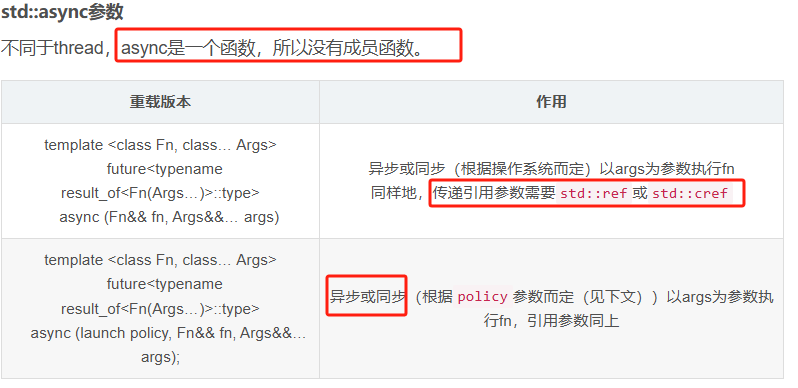 std::async参数
不同于thread，async是一个函数，所以没有成员函数。
重载版本
作用
template <class Fn, class… Args>
future<typename
result_of<Fn(Args…)>::type>
async (Fn&& fn, Args&&… args)
异步或同步（根据操作系统而定）以args为参数执行fn
同样地，传递引用参数需要 std::ref 或 std::cref
template <class Fn, class… Args>
future<typename
result_of<Fn(Args…)>::type>
async (launch policy, Fn&& fn, Args&&…
args);
异步或同步（根据 policy 参数而定（见下文））以args为参数执
行fn，引用参数同上